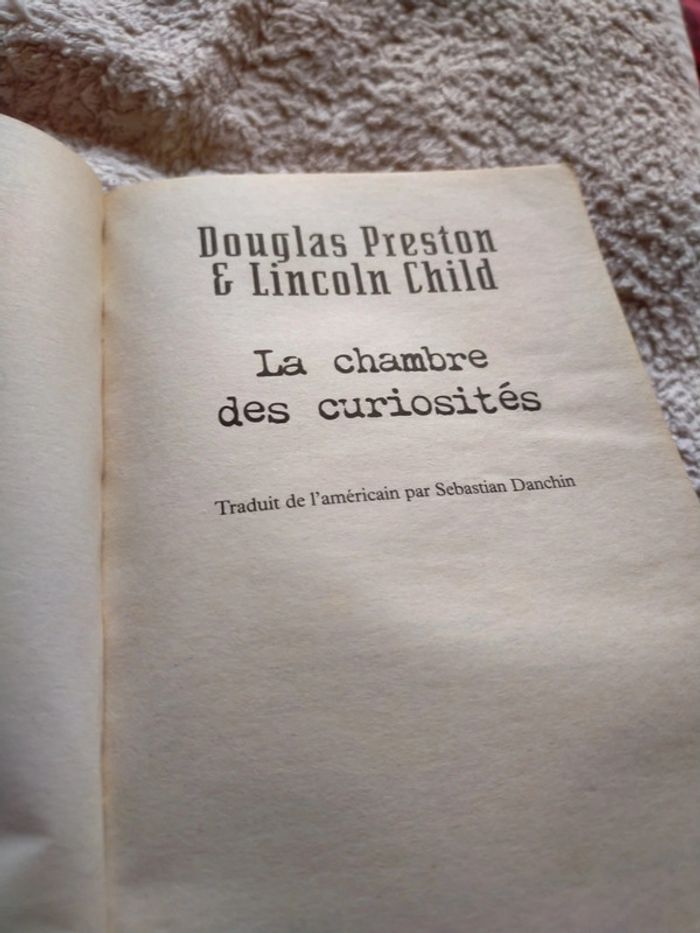 Douglas Preston
& Lincoln Child
La chambre
des curiosités
Traduit de l'américain par Sebastian Danchin